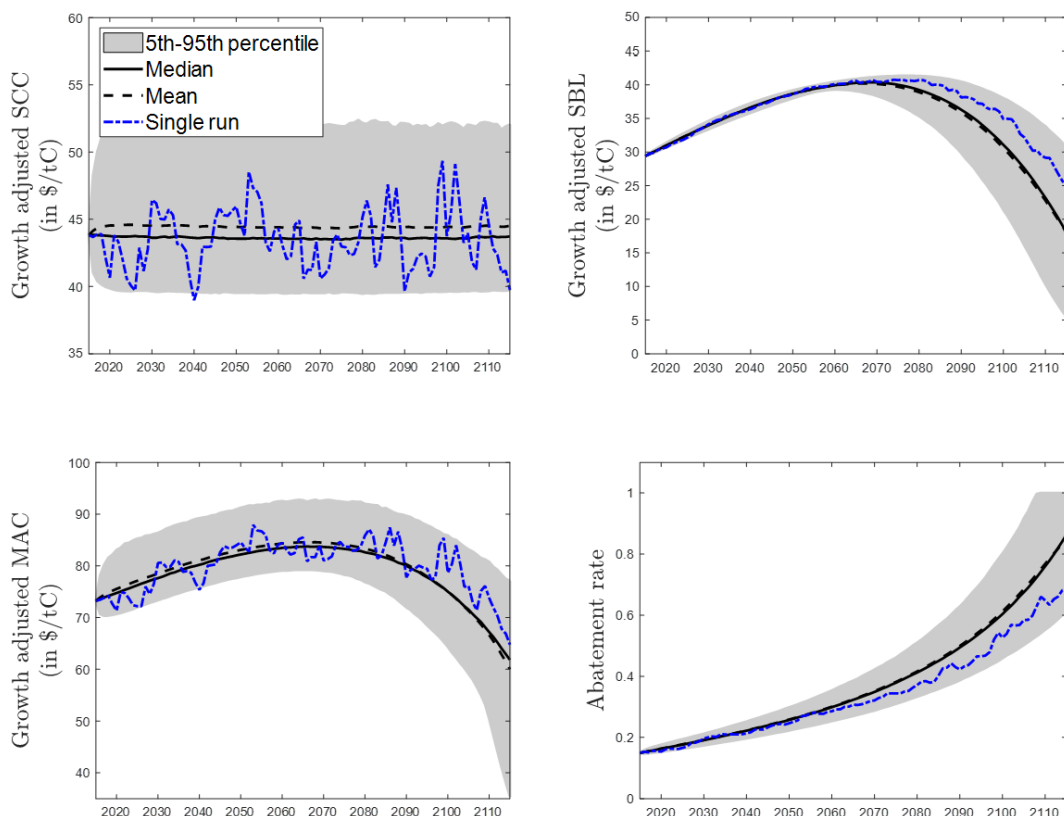 Growth adjusted SCC
(in $/tC)
60
55
50
45
40
35
5th-95th percentile
Median
Mean
Single run
2020 2030 2040 2050 2060 2070 2080 2090 2100 2110
Growth adjusted SBL
(in $/tC)
50
45
40
35
30
25
20
15
10
5
0
2020 2030 2040 2050 2060 2070 2080 2090 2100 2110
Growth adjusted MAC
(in $/tC)
100
90
80
70
60
50
40
2020 2030 2040 2050 2060 2070 2080 2090 2100 2110
Abatement rate
1
0.8
0.6
0.4
0.2
0
2020 2030 2040 2050 2060 2070 2080 2090 2100 2110